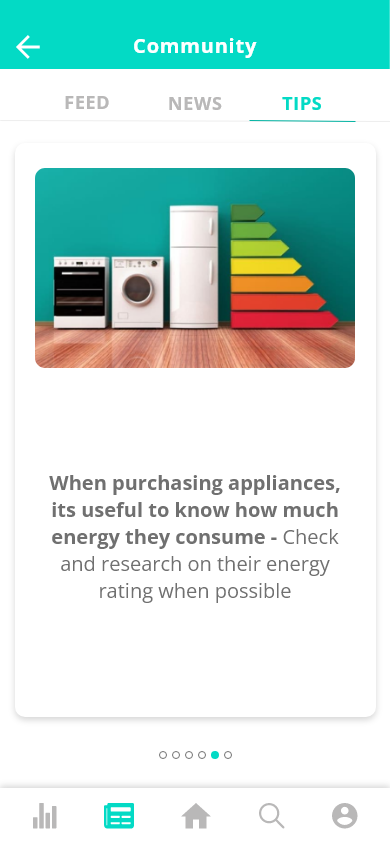 Community
FEED
NEWS
TIPS
When purchasing appliances,
its useful to know how much
energy they consume - Check
and research on their energy
rating when possible